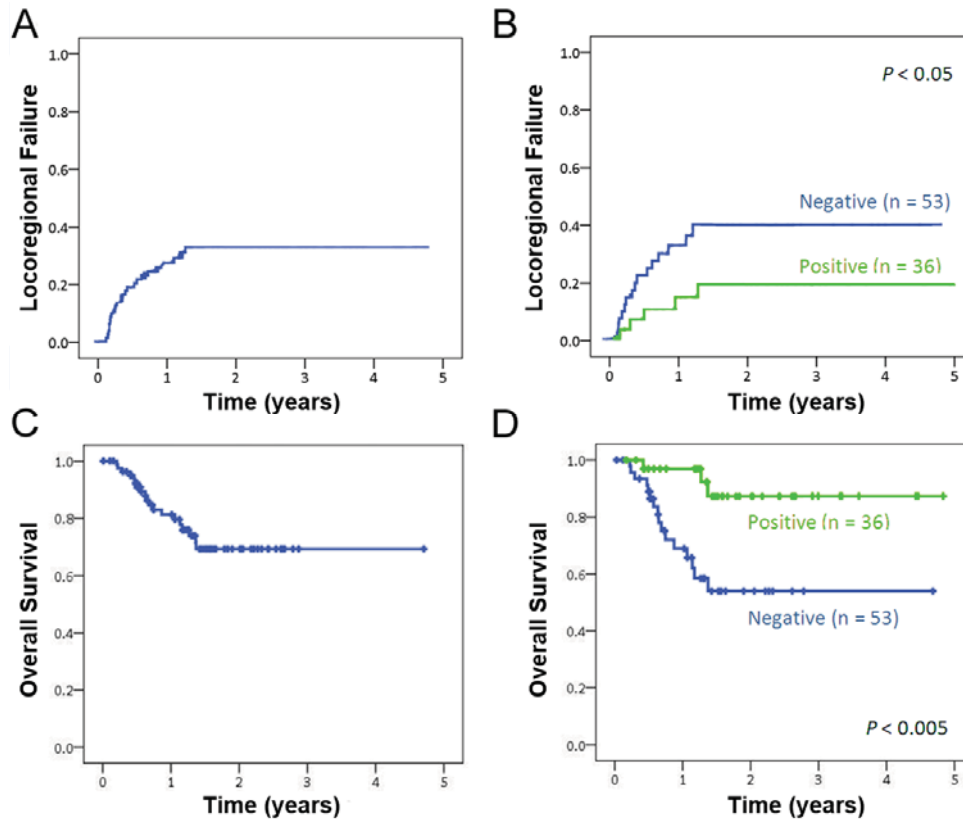 A
1.0
0.8
0.6
0.4
0.2
0.0
Locoregional Failure
0
1
2
3
4
5
Time (years)
B
1.0
0.8
0.6
0.4
0.2
0.0
Locoregional Failure
P < 0.05
Negative (n = 53)
Positive (n = 36)
0
1
2
3
4
5
Time (years)
C
1.0
0.8
0.6
0.4
0.2
0.0
Overall Survival
0
1
2
3
4
5
Time (years)
D
1.0
0.8
0.6
0.4
0.2
0.0
Overall Survival
Positive (n = 36)
Negative (n = 53)
P < 0.005
0
1
2
3
4
5
Time (years)